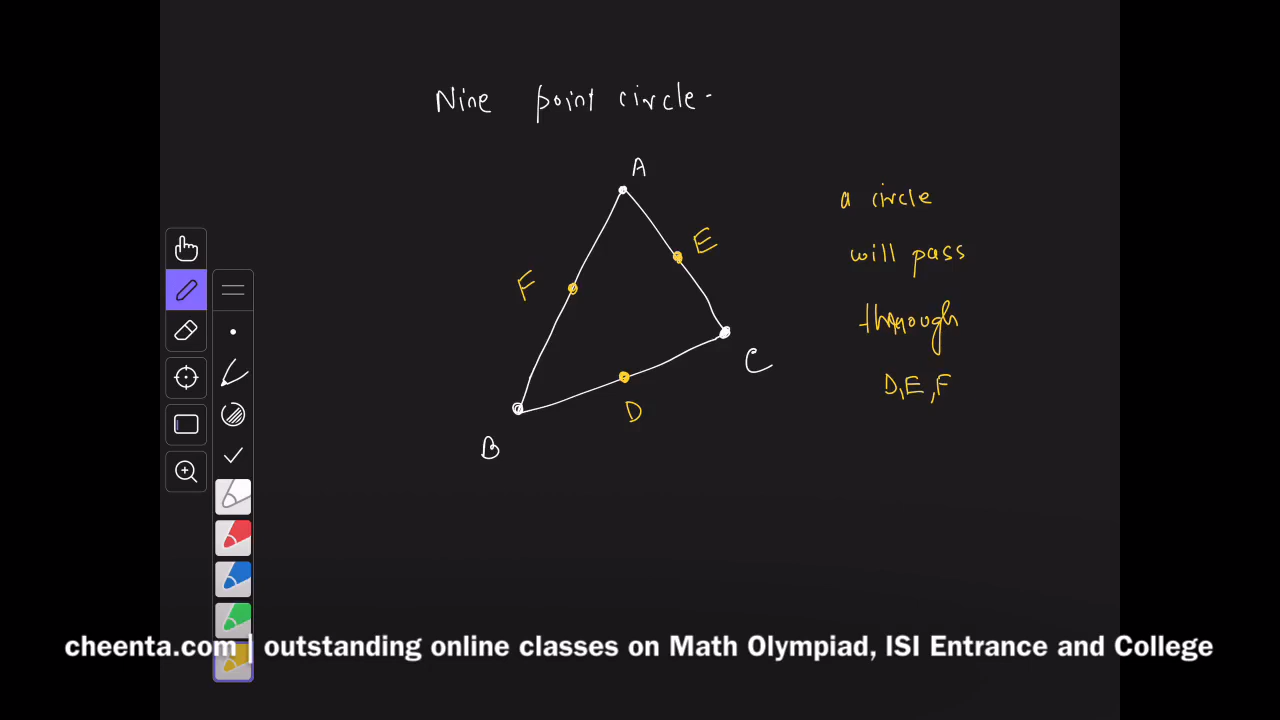 Nine point circle.
A
a circle
E
will pass
F
through
C
D, E, F
D
B
cheenta.com | outstanding online classes on Math Olympiad, ISI Entrance and College